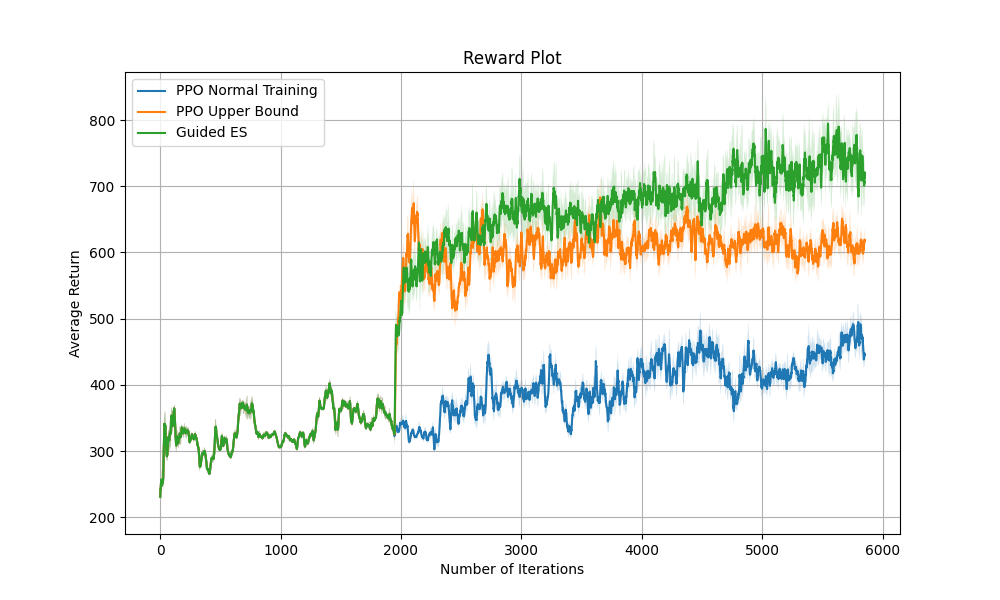 Reward Plot
PPO Normal Training
PPO Upper Bound
Guided ES
Average Return
800
700
600
500
400
300
200
0 1000 2000 3000 4000 5000 6000
Number of Iterations